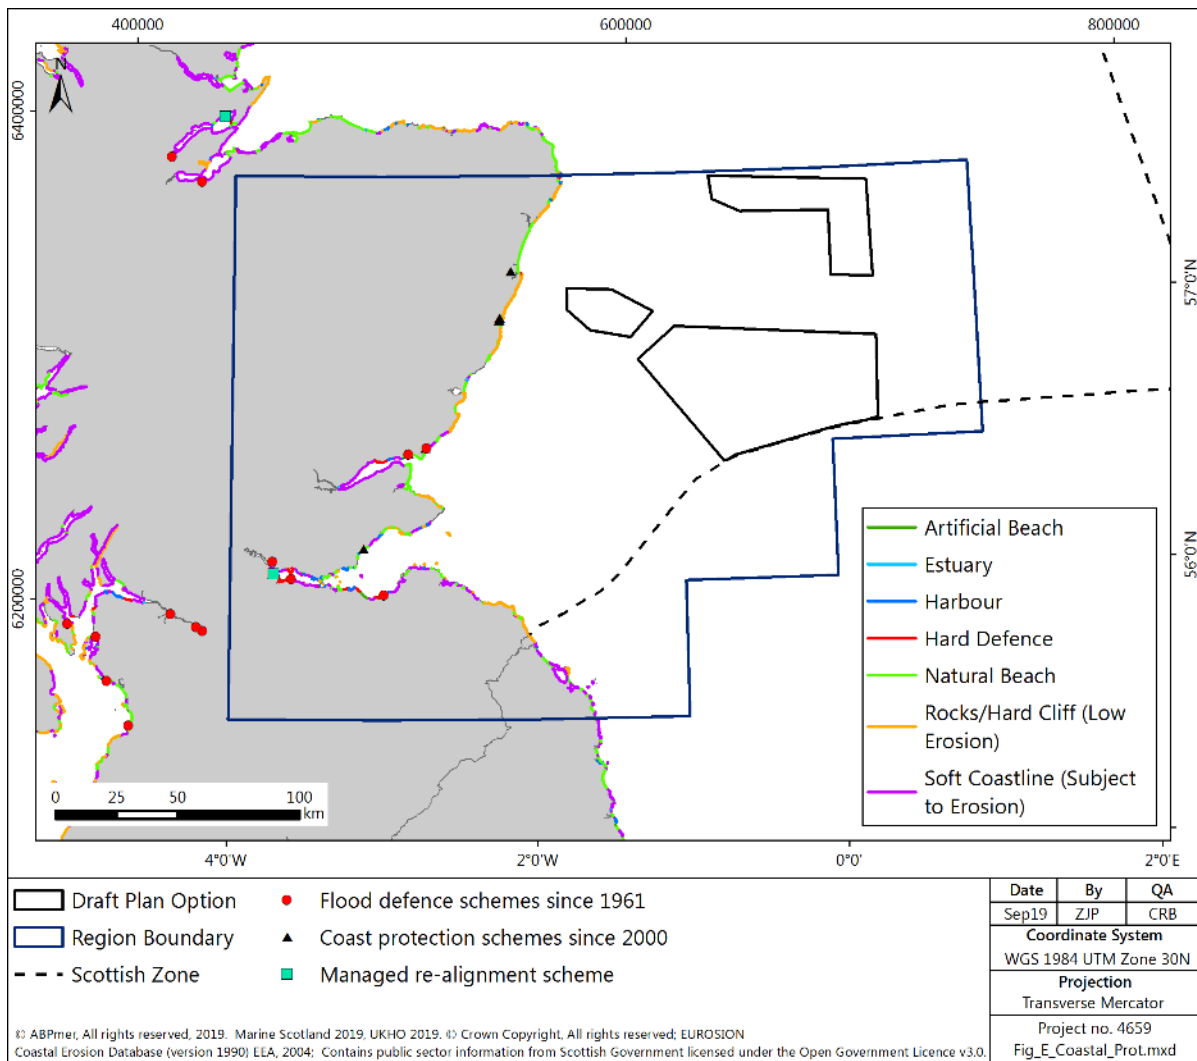 400000
600000
800000
N
6400000
6200000
57°0'N
56°0'N
Artificial Beach
Estuary
Harbour
Hard Defence
Natural Beach
Rocks/Hard Cliff (Low
Erosion)
Soft Coastline (Subject
to Erosion)
0 25 50 100
km
4°0'W
2°0'W
0°0'
2°0'E
Draft Plan Option
Region Boundary
Scottish Zone
Flood defence schemes since 1961
Coast protection schemes since 2000
Managed re-alignment scheme
Date By QA
Sep19 ZJP CRB
Coordinate System
WGS 1984 UTM Zone 30N
Projection
Transverse Mercator
Project no. 4659
Fig_E_Coastal_Prot.mxd
© ABPmer, All rights reserved, 2019. Marine Scotland 2019, UKHO 2019. © Crown Copyright, All rights reserved; EUROSION
Coastal Erosion Database (version 1990) EEA, 2004; Contains public sector information from Scottish Government licensed under the Open Government Licence v3.0.